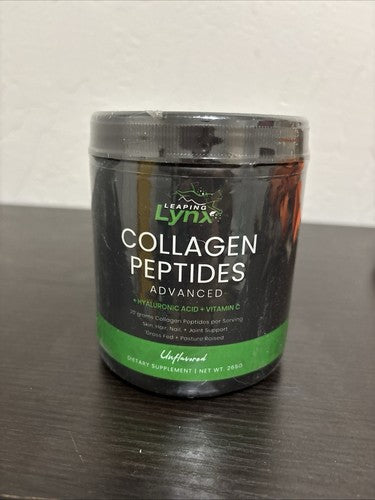 LEAPING
Lynx
COLLAGEN
PEPTIDES
ADVANCED
+ HYALURONIC ACID + VITAMIN C
20 grams Collagen Peptides per Serving
Skin, Hair, Nail, + Joint Support
Grass Fed + Pasture Raised
Unflavored
DIETARY SUPPLEMENT | NET WT. 265G